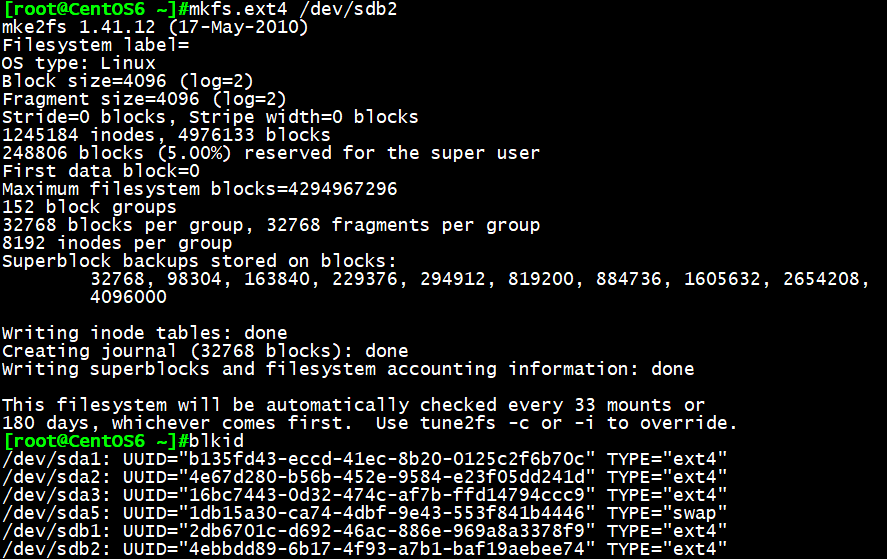 [root@CentOS6 ~]#mkfs.ext4 /dev/sdb2
mke2fs 1.41.12 (17-May-2010)
Filesystem label=
OS type: Linux
Block size=4096 (log=2)
Fragment size=4096 (log=2)
Stride=0 blocks, Stripe width=0 blocks
1245184 inodes, 4976133 blocks
248806 blocks (5.00%) reserved for the super user
First data block=0
Maximum filesystem blocks=4294967296
152 block groups
32768 blocks per group, 32768 fragments per group
8192 inodes per group
Superblock backups stored on blocks:
32768, 98304, 163840, 229376, 294912, 819200, 884736, 1605632, 2654208,
4096000
Writing inode tables: done
Creating journal (32768 blocks): done
Writing superblocks and filesystem accounting information: done
This filesystem will be automatically checked every 33 mounts or
180 days, whichever comes first.  Use tune2fs -c or -i to override.
[root@CentOS6 ~]#blkid
/dev/sda1: UUID="b135fd43-eccd-41ec-8b20-0125c2f6b70c" TYPE="ext4"
/dev/sda2: UUID="4e67d280-b56b-452e-9584-e23f05dd241d" TYPE="ext4"
/dev/sda3: UUID="16bc7443-0d32-474c-af7b-ffd14794ccc9" TYPE="ext4"
/dev/sda5: UUID="1db15a30-ca74-4dbf-9e43-553f841b4446" TYPE="swap"
/dev/sdb1: UUID="2db6701c-d692-46ac-886e-969a8a3378f9" TYPE="ext4"
/dev/sdb2: UUID="4ebbdd89-6b17-4f93-a7b1-baf19aebee74" TYPE="ext4"